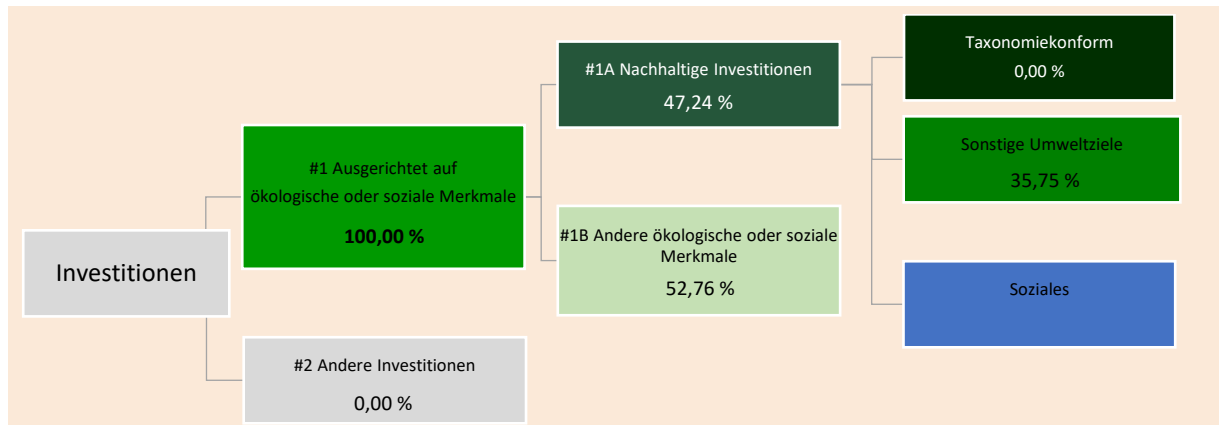 Investitionen
#1 Ausgerichtet auf
ökologische oder soziale Merkmale
100,00 %
#2 Andere Investitionen
0,00 %
#1A Nachhaltige Investitionen
47,24 %
#1B Andere ökologische oder soziale
Merkmale
52,76 %
Taxonomiekonform
0,00 %
Sonstige Umweltziele
35,75 %
Soziales